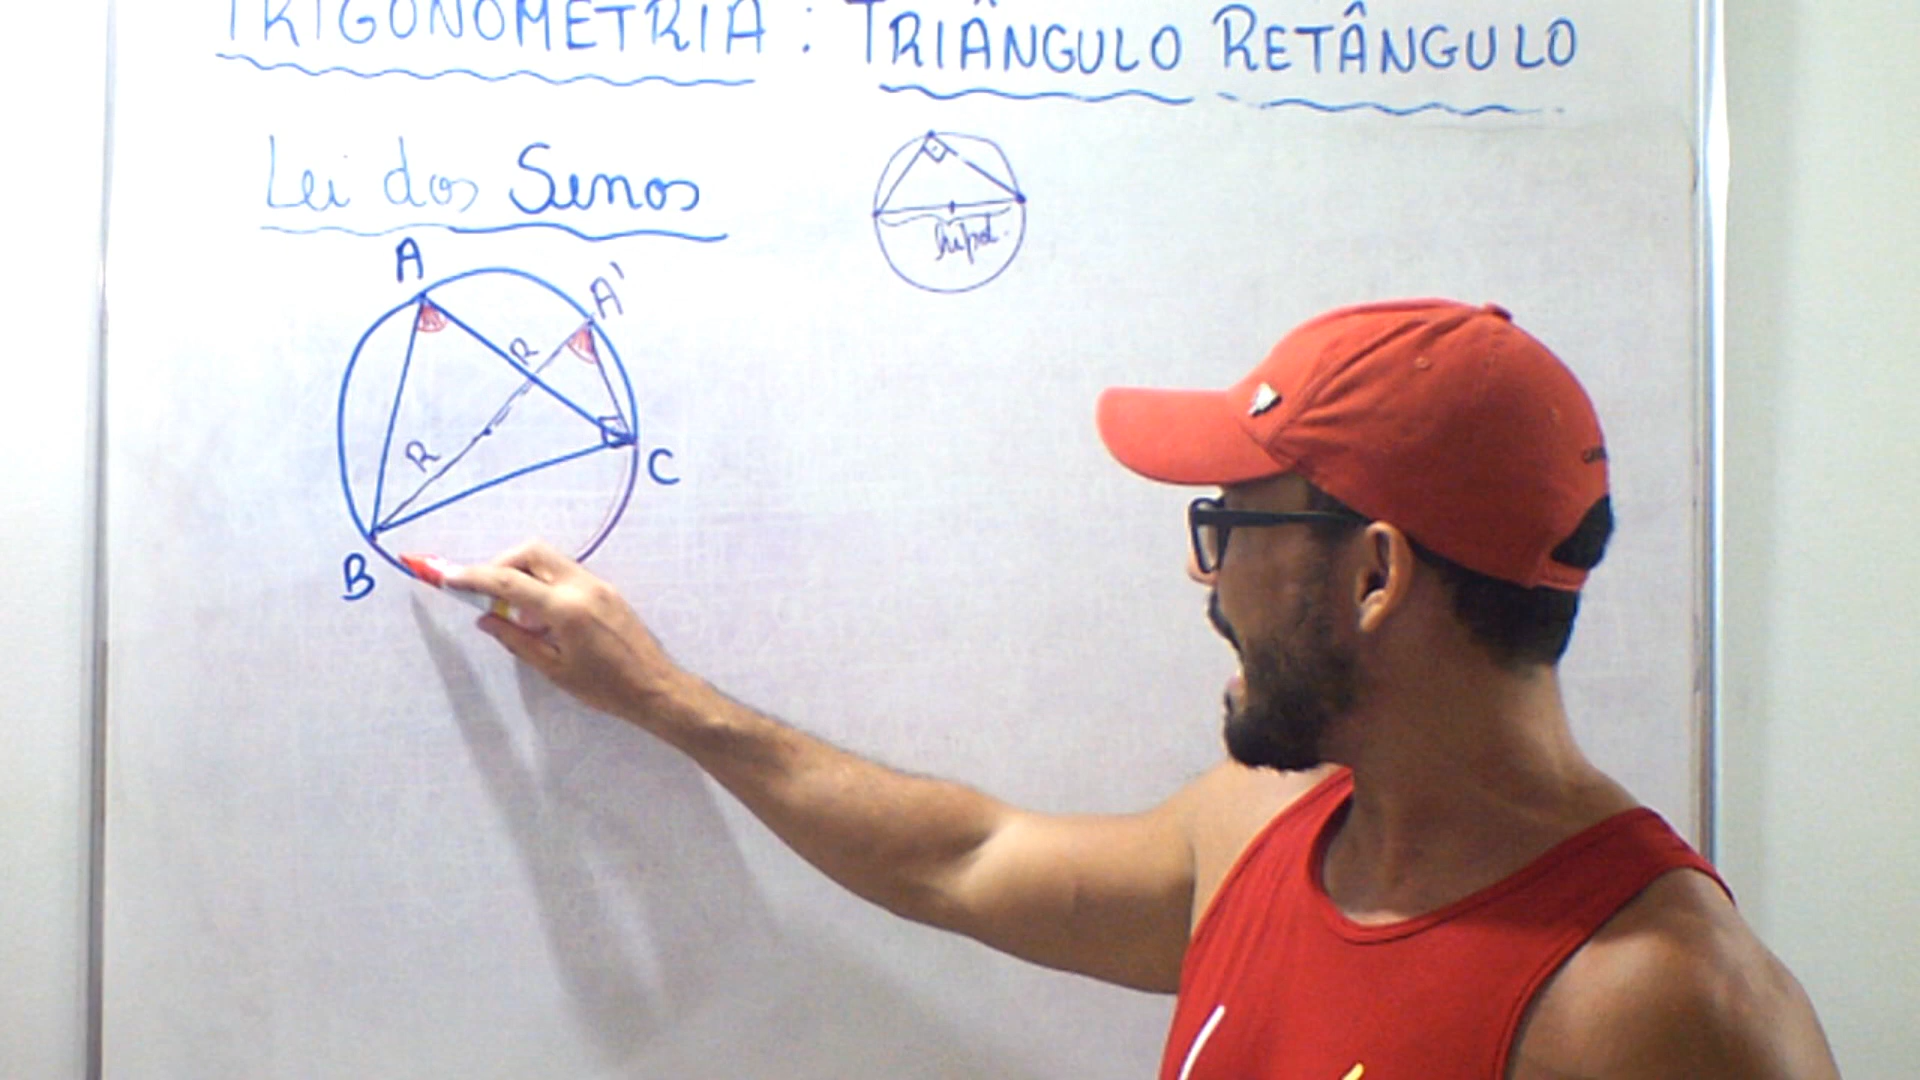 TRIGONOMETRIA : TRIÂNGULO RETÂNGULO
Lei dos Senos
hipot.
A
A'
R
R
C
B